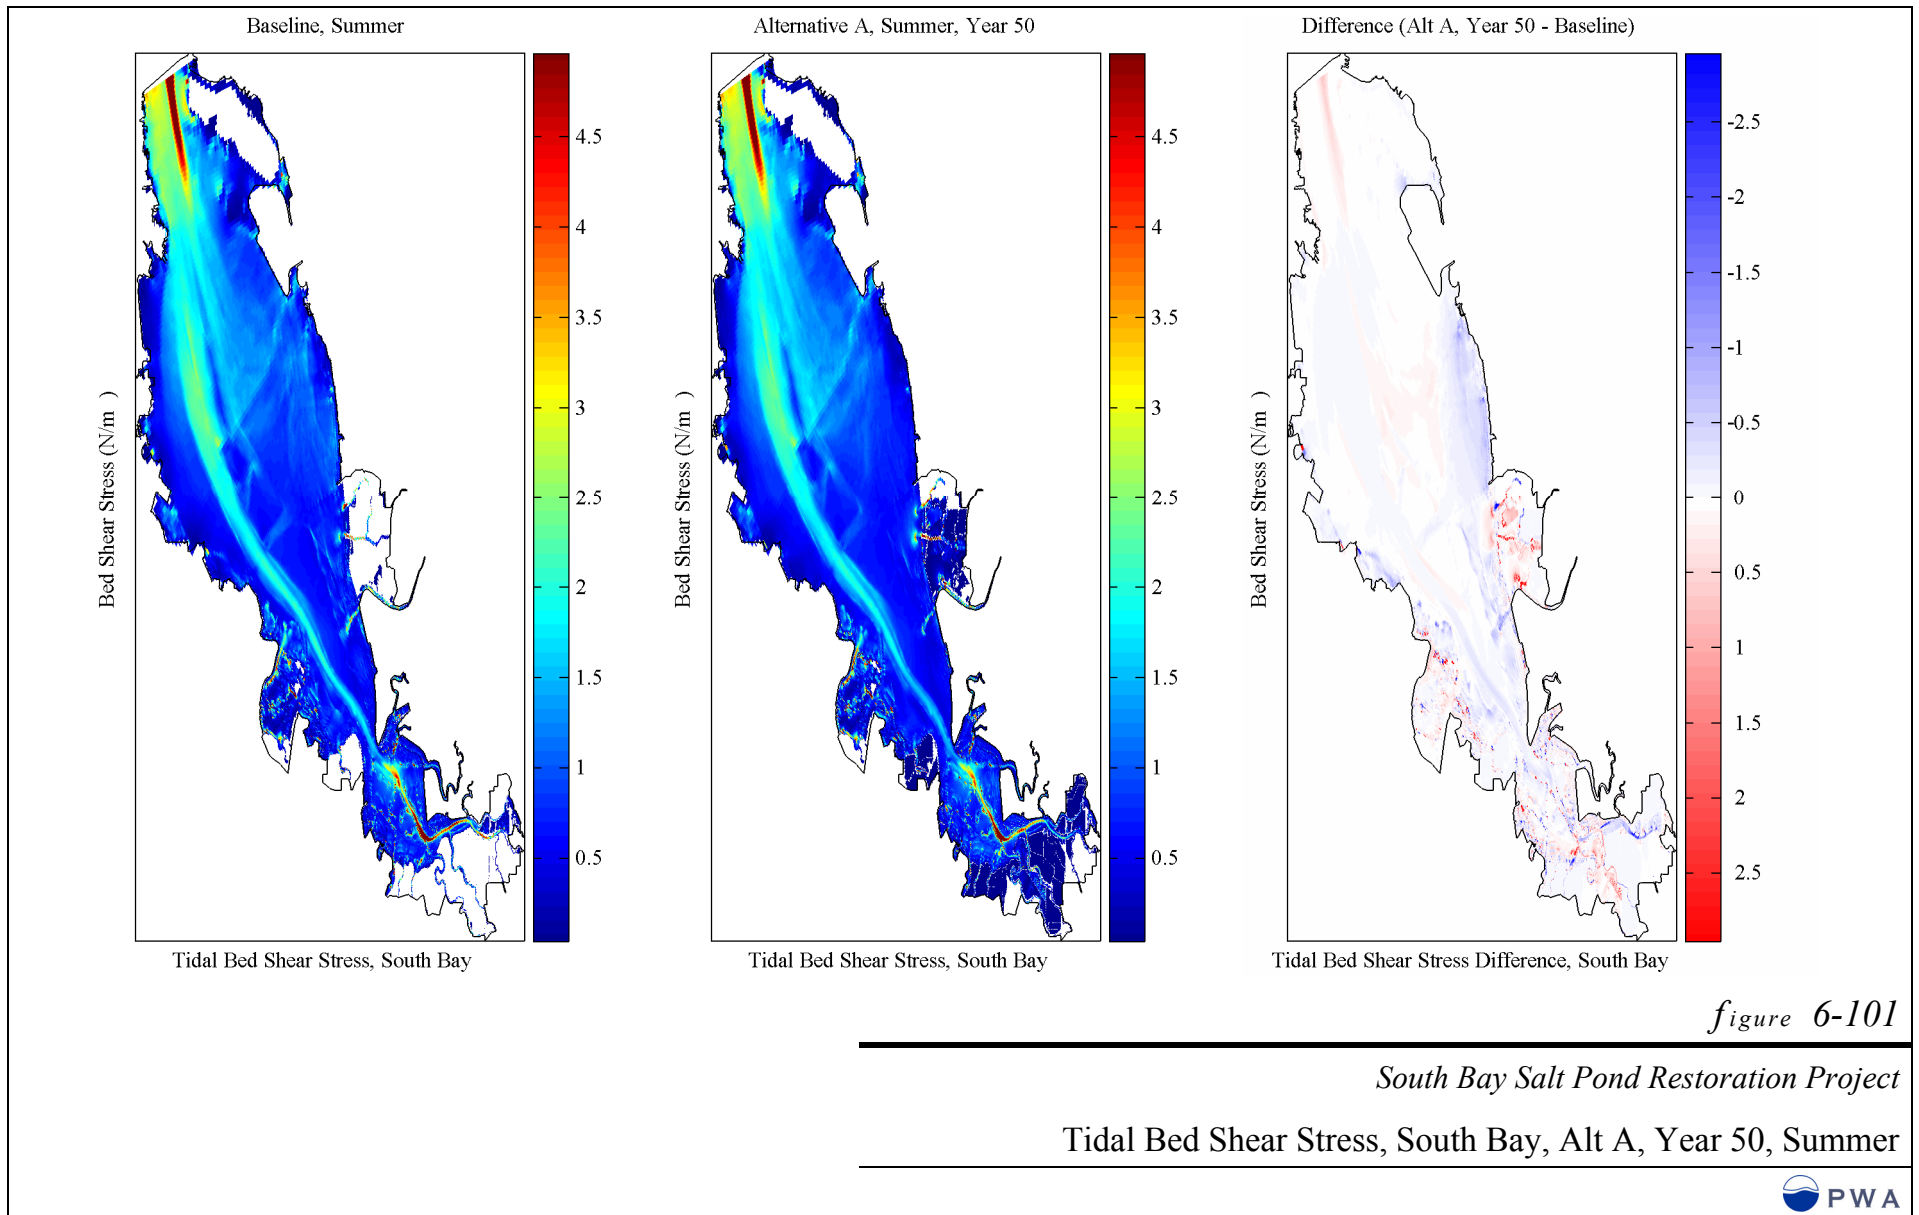 Baseline, Summer
Alternative A, Summer, Year 50
Difference (Alt A, Year 50 - Baseline)
Bed Shear Stress (N/m )
4.5
4
3.5
3
2.5
2
1.5
1
0.5
Bed Shear Stress (N/m )
4.5
4
3.5
3
2.5
2
1.5
1
0.5
Bed Shear Stress (N/m )
-2.5
-2
-1.5
-1
-0.5
0
0.5
1
1.5
2
2.5
Tidal Bed Shear Stress, South Bay
Tidal Bed Shear Stress, South Bay
Tidal Bed Shear Stress Difference, South Bay
figure 6-101
South Bay Salt Pond Restoration Project
Tidal Bed Shear Stress, South Bay, Alt A, Year 50, Summer
PWA